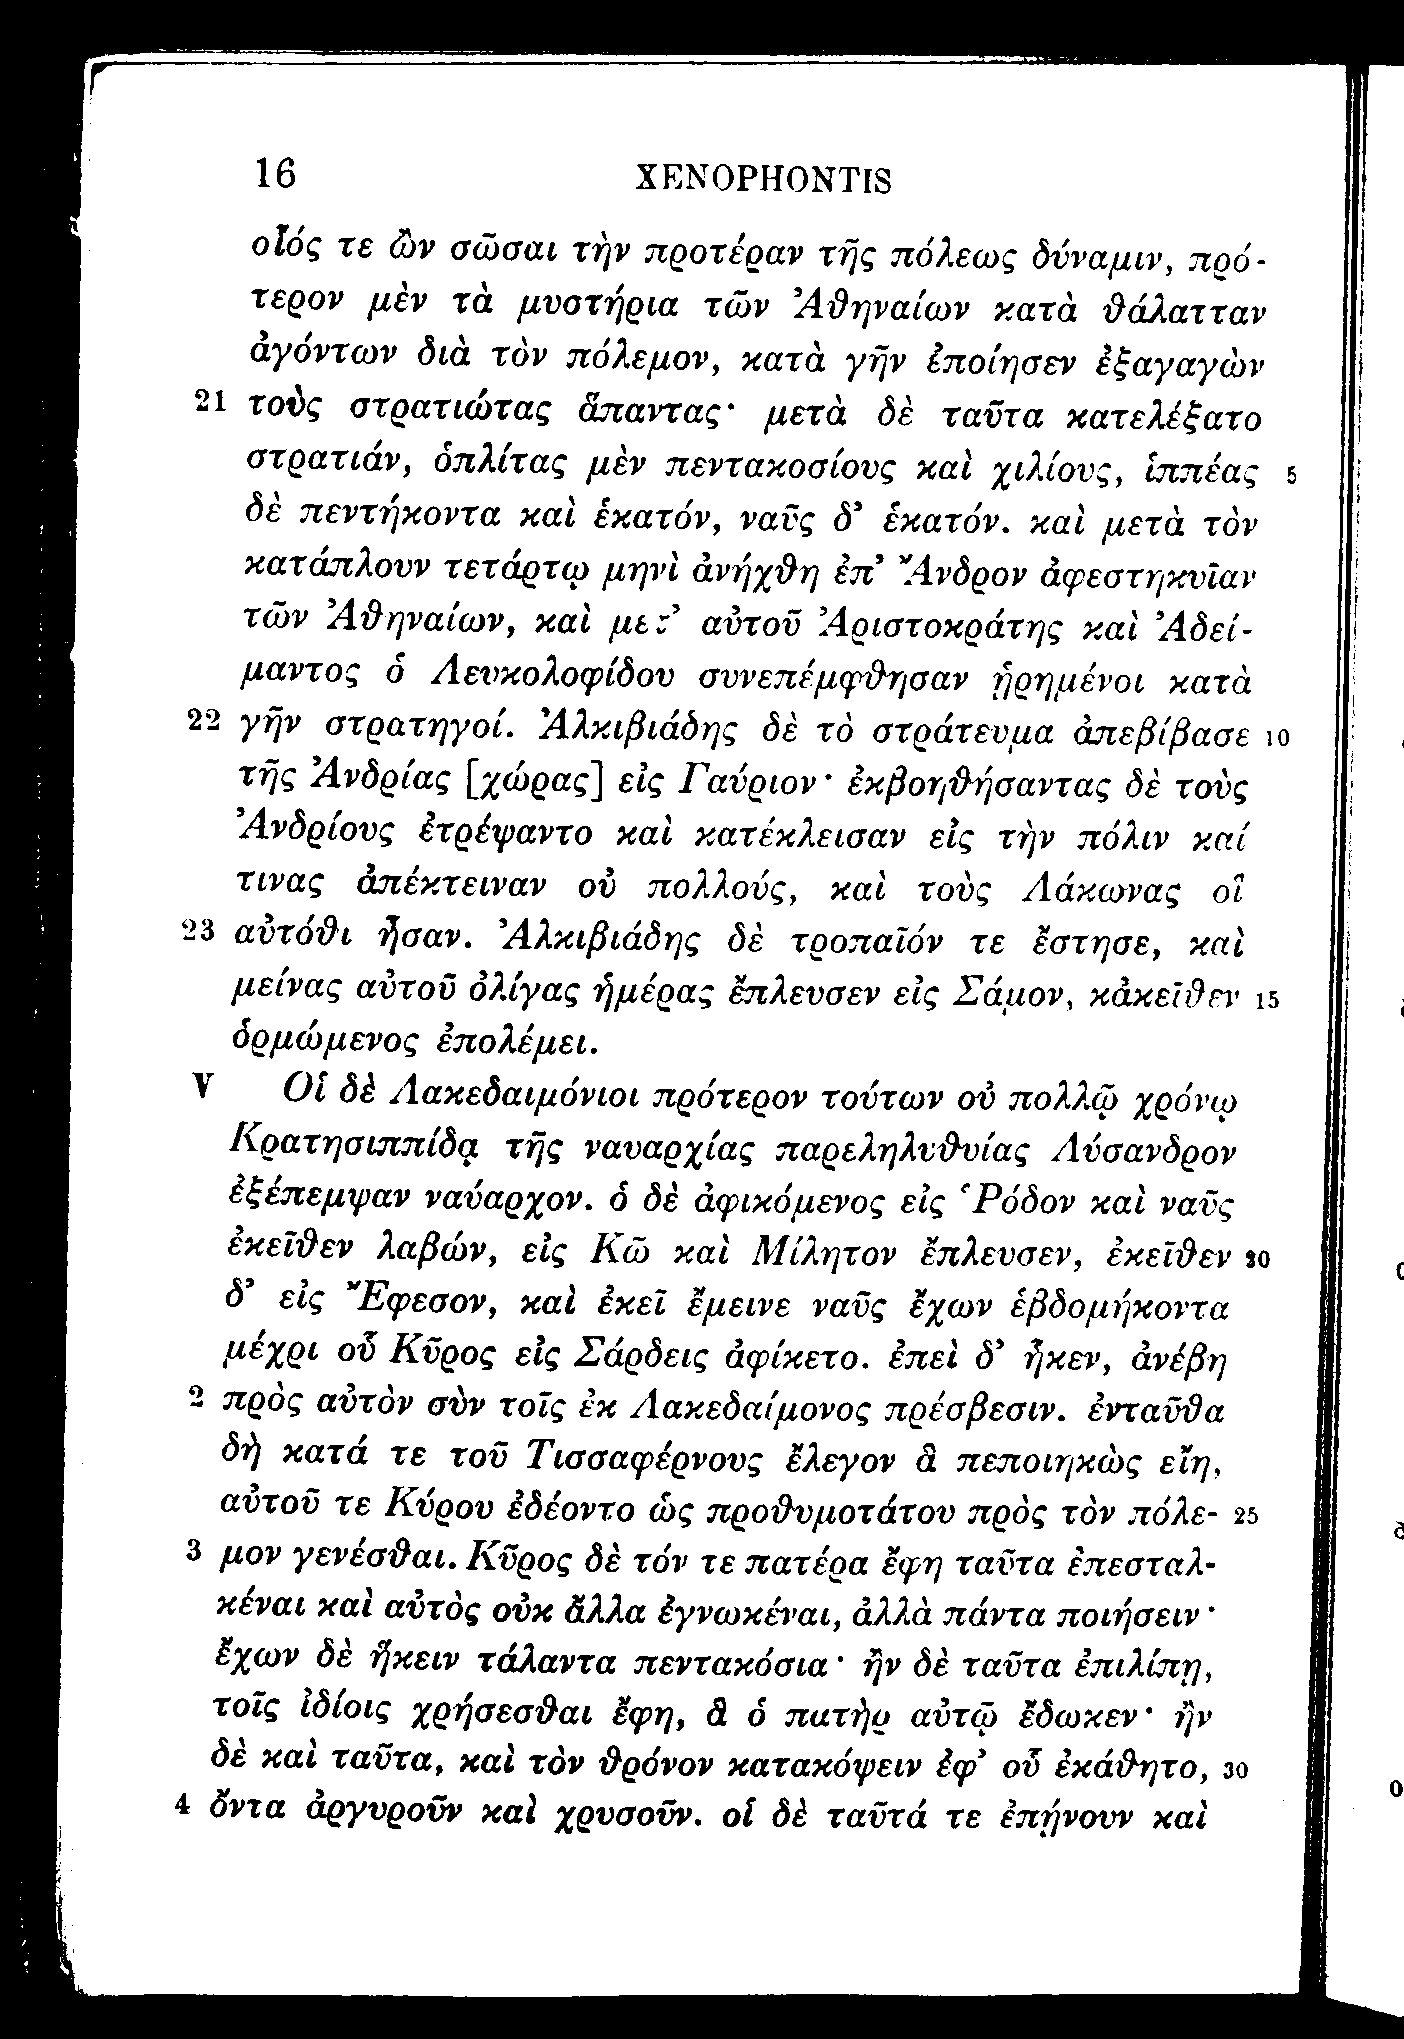 16 XENOPHONTIS
οἷός τε ὢν σῶσαι τὴν προτέραν τῆς πόλεως δύναμιν, πρό-
τερον μὲν τὰ μυστήρια τῶν Ἀθηναίων κατὰ θάλατταν
ἀγόντων διὰ τὸν πόλεμον, κατὰ γῆν ἐποίησεν ἐξαγαγὼν
21 τοὺς στρατιώτας ἅπαντας· μετὰ δὲ ταῦτα κατελέξατο
στρατιάν, ὁπλίτας μὲν πεντακοσίους καὶ χιλίους, ἱππέας 5
δὲ πεντήκοντα καὶ ἑκατόν, ναῦς δ’ ἑκατόν. καὶ μετὰ τὸν
κατάπλουν τετάρτῳ μηνὶ ἀνήχθη ἐπ’ Ἄνδρον ἀφεστηκυῖαν
τῶν Ἀθηναίων, καὶ μετ’ αὐτοῦ Ἀριστοκράτης καὶ Ἀδεί-
μαντος ὁ Λευκολοφίδου συνεπέμφθησαν ᾑρημένοι κατὰ
22 γῆν στρατηγοί. Ἀλκιβιάδης δὲ τὸ στράτευμα ἀπεβίβασε 10
τῆς Ἀνδρίας [χώρας] εἰς Γαύριον· ἐκβοηθήσαντας δὲ τοὺς
Ἀνδρίους ἐτρέψαντο καὶ κατέκλεισαν εἰς τὴν πόλιν καί
τινας ἀπέκτειναν οὐ πολλούς, καὶ τοὺς Λάκωνας οἳ
23 αὐτόθι ἦσαν. Ἀλκιβιάδης δὲ τροπαῖόν τε ἔστησε, καὶ
μείνας αὐτοῦ ὀλίγας ἡμέρας ἔπλευσεν εἰς Σάμον, κἀκεῖθεν 15
ὁρμώμενος ἐπολέμει.
V Οἱ δὲ Λακεδαιμόνιοι πρότερον τούτων οὐ πολλῷ χρόνῳ
Κρατησιππίδᾳ τῆς ναυαρχίας παρεληλυθυίας Λύσανδρον
ἐξέπεμψαν ναύαρχον. ὁ δὲ ἀφικόμενος εἰς Ῥόδον καὶ ναῦς
ἐκεῖθεν λαβών, εἰς Κῶ καὶ Μίλητον ἔπλευσεν, ἐκεῖθεν 20
δ’ εἰς Ἔφεσον, καὶ ἐκεῖ ἔμεινε ναῦς ἔχων ἑβδομήκοντα
μέχρι οὗ Κῦρος εἰς Σάρδεις ἀφίκετο. ἐπεὶ δ’ ἧκεν, ἀνέβη
2 πρὸς αὐτὸν σὺν τοῖς ἐκ Λακεδαίμονος πρέσβεσιν. ἐνταῦθα
δὴ κατά τε τοῦ Τισσαφέρνους ἔλεγον ἃ πεποιηκὼς εἴη,
αὐτοῦ τε Κύρου ἐδέοντο ὡς προθυμοτάτου πρὸς τὸν πόλε- 25
3 μον γενέσθαι. Κῦρος δὲ τόν τε πατέρα ἔφη ταῦτα ἐπεσταλ-
κέναι καὶ αὐτὸς οὐκ ἄλλα ἐγνωκέναι, ἀλλὰ πάντα ποιήσειν·
ἔχων δὲ ἥκειν τάλαντα πεντακόσια· ἢν δὲ ταῦτα ἐπιλίπῃ,
τοῖς ἰδίοις χρήσεσθαι ἔφη, ἃ ὁ πατὴρ αὐτῷ ἔδωκεν· ἢν
δὲ καὶ ταῦτα, καὶ τὸν θρόνον κατακόψειν ἐφ’ οὗ ἐκάθητο, 30
4 ὄντα ἀργυροῦν καὶ χρυσοῦν. οἱ δὲ ταῦτά τε ἐπῄνουν καὶ